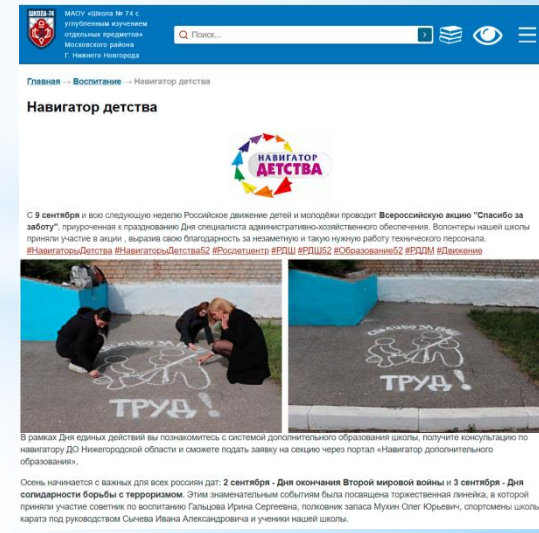 ШКОЛА-74
МАОУ «Школа № 74 с
углубленным изучением
отдельных предметов»
Московского района
Г. Нижнего Новгорода
Поиск...
Главная → Воспитание → Навигатор детства
Навигатор детства
НАВИГАТОР
ДЕТСТВА
С 9 сентября и всю следующую неделю Российское движение детей и молодёжи проводит Всероссийскую акцию "Спасибо за
заботу", приуроченная к празднованию Дня специалиста административно-хозяйственного обеспечения. Волонтеры нашей школы
приняли участие в акции , выразив свою благодарность за незаметную и такую нужную работу технического персонала.
#НавигаторыДетства #НавигаторыДетства52 #Росдетцентр #РДШ #РДШ52 #Образование52 #РДДМ #Движение
ТРУД!
СПАСИБО ЗА ВАШ
ТРУД!
В рамках Дня единых действий вы познакомитесь с системой дополнительного образования школы, получите консультацию по
навигатору ДО Нижегородской области и сможете подать заявку на секцию через портал «Навигатор дополнительного
образования».
Осень начинается с важных для всех россиян дат: 2 сентября - Дня окончания Второй мировой войны и 3 сентября - Дня
солидарности борьбы с терроризмом. Этим знаменательным событиям была посвящена торжественная линейка, в которой
приняли участие советник по воспитанию Гальцова Ирина Сергеевна, полковник запаса Мухин Олег Юрьевич, спортсмены школы
каратэ под руководством Сычева Ивана Александровича и ученики нашей школы.